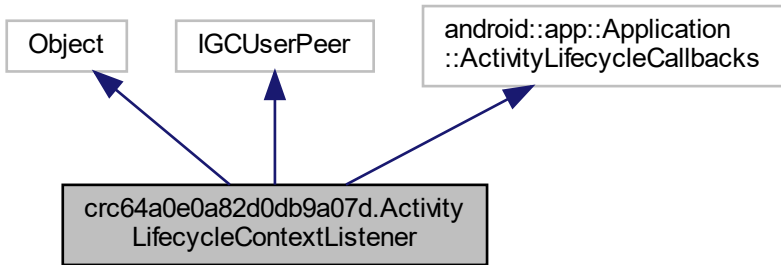 Object
IGCUserPeer
android::app::Application
::ActivityLifecycleCallbacks
crc64a0e0a82d0db9a07d.Activity
LifecycleContextListener